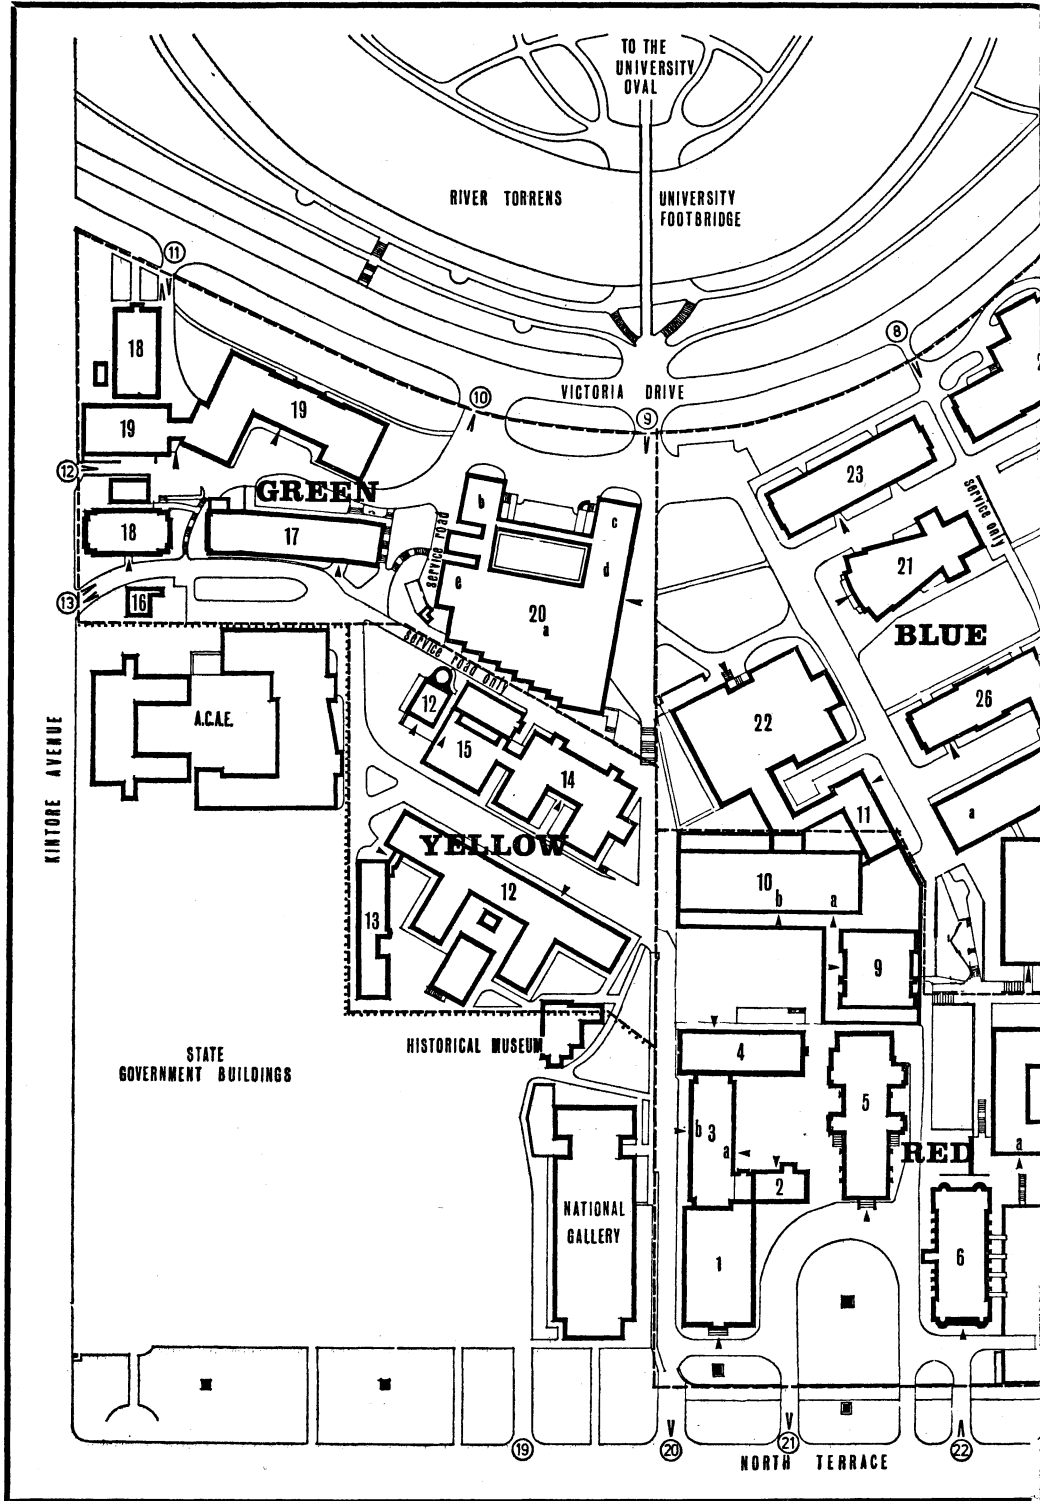 TO THE
UNIVERSITY
OVAL
RIVER TORRENS
UNIVERSITY
FOOTBRIDGE
11
8
18
VICTORIA DRIVE
10
9
19
19
12
GREEN
23
b
c
service only
service road
18
17
21
e
d
20
a
13
16
BLUE
service road only
12
26
A.C.A.E.
15
22
14
KINTORE AVENUE
11
a
YELLOW
10
b
a
12
13
9
HISTORICAL MUSEUM
4
STATE
GOVERNMENT BUILDINGS
5
b
3
a
RED
a
2
NATIONAL
GALLERY
1
6
19
20
21
22
NORTH TERRACE